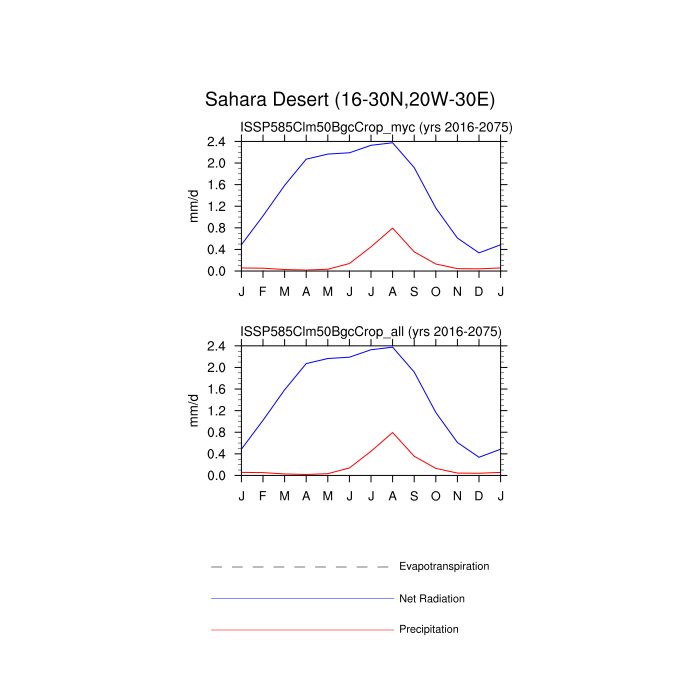 Sahara Desert (16-30N,20W-30E)
ISSP585Clm50BgcCrop_myc (yrs 2016-2075)
2.4
2.0
1.6
1.2
0.8
0.4
0.0
mm/d
J F M A M J J A S O N D J
ISSP585Clm50BgcCrop_all (yrs 2016-2075)
2.4
2.0
1.6
1.2
0.8
0.4
0.0
mm/d
J F M A M J J A S O N D J
Evapotranspiration
Net Radiation
Precipitation